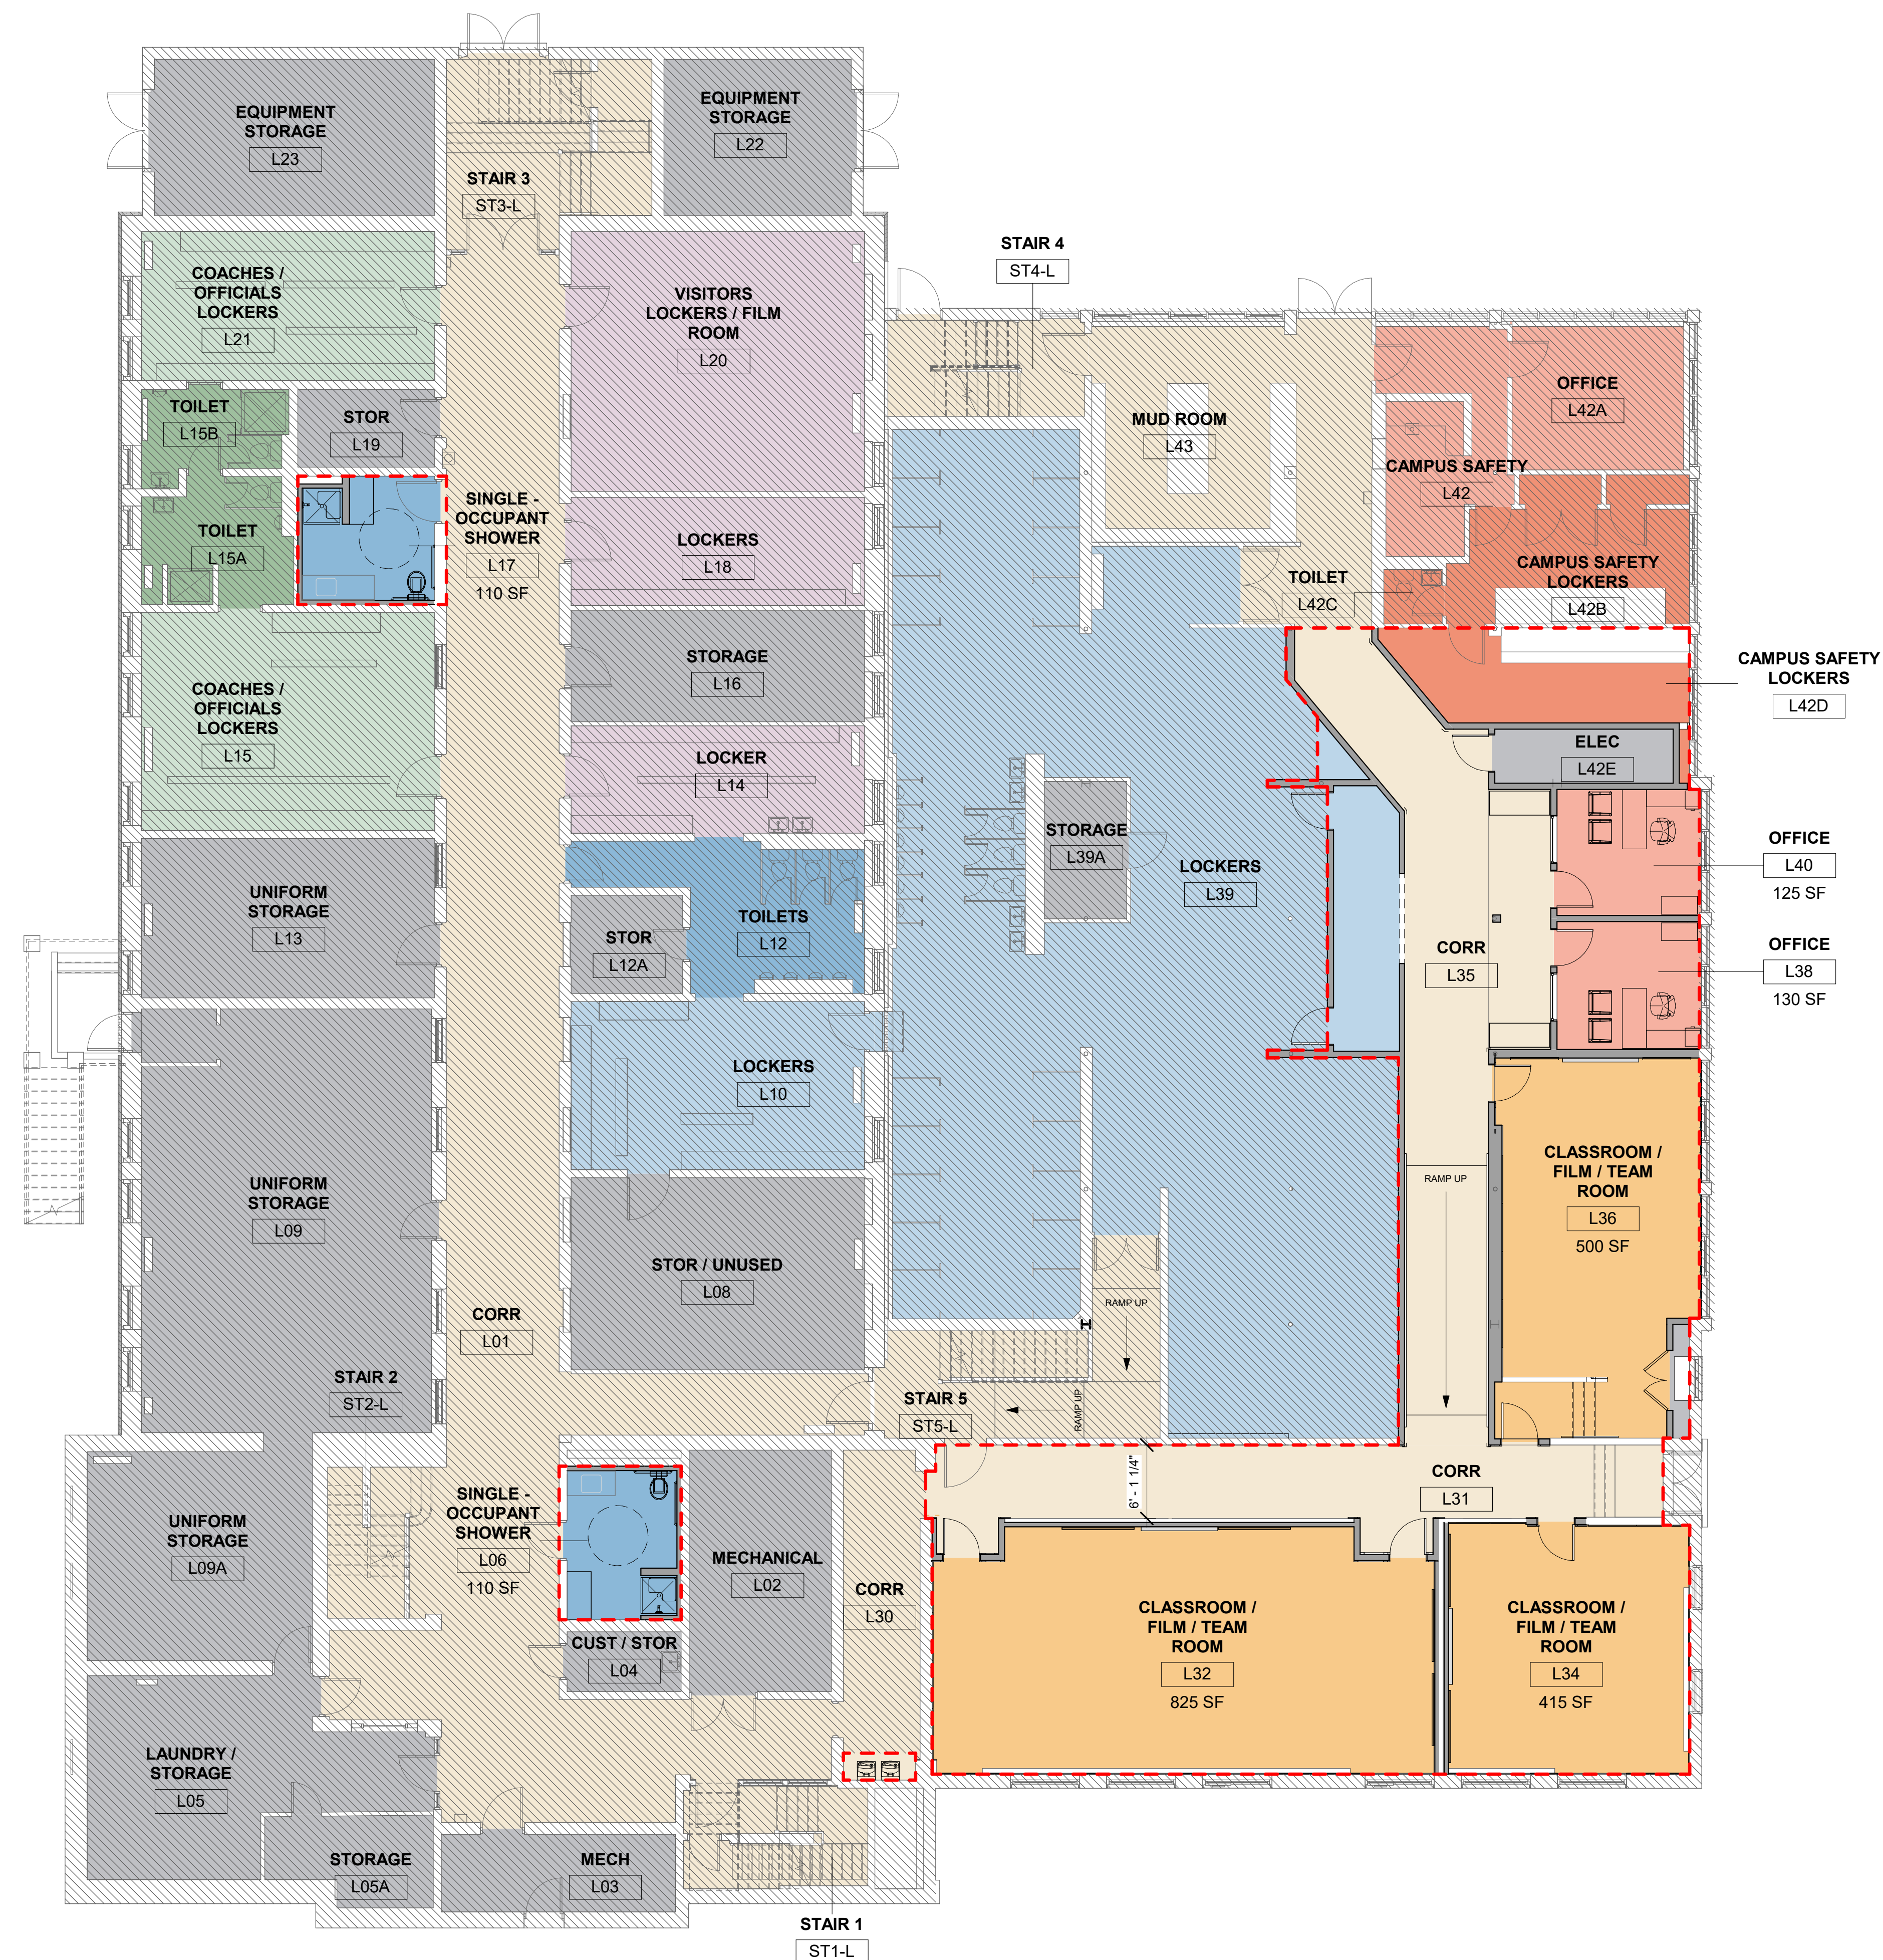 EQUIPMENT
STORAGE
L23
EQUIPMENT
STORAGE
L22
STAIR 3
ST3-L
STAIR 4
ST4-L
COACHES /
OFFICIALS
LOCKERS
L21
VISITORS
LOCKERS / FILM
ROOM
L20
TOILET
L15B
STOR
L19
MUD ROOM
L43
OFFICE
L42A
CAMPUS SAFETY
L42
TOILET
L15A
SINGLE -
OCCUPANT
SHOWER
L17
110 SF
LOCKERS
L18
TOILET
L42C
CAMPUS SAFETY
LOCKERS
L42B
COACHES /
OFFICIALS
LOCKERS
L15
STORAGE
L16
CAMPUS SAFETY
LOCKERS
L42D
LOCKER
L14
ELEC
L42E
STORAGE
L39A
LOCKERS
L39
OFFICE
L40
125 SF
UNIFORM
STORAGE
L13
STOR
L12A
TOILETS
L12
CORR
L35
OFFICE
L38
130 SF
LOCKERS
L10
UNIFORM
STORAGE
L09
STOR / UNUSED
L08
RAMP UP
CLASSROOM /
FILM / TEAM
ROOM
L36
500 SF
CORR
L01
RAMP UP
STAIR 2
ST2-L
STAIR 5
ST5-L
RAMP UP
UNIFORM
STORAGE
L09A
SINGLE -
OCCUPANT
SHOWER
L06
110 SF
6' - 1 1/4"
CORR
L31
MECHANICAL
L02
CORR
L30
CUST / STOR
L04
CLASSROOM /
FILM / TEAM
ROOM
L32
825 SF
CLASSROOM /
FILM / TEAM
ROOM
L34
415 SF
LAUNDRY /
STORAGE
L05
STORAGE
L05A
MECH
L03
STAIR 1
ST1-L